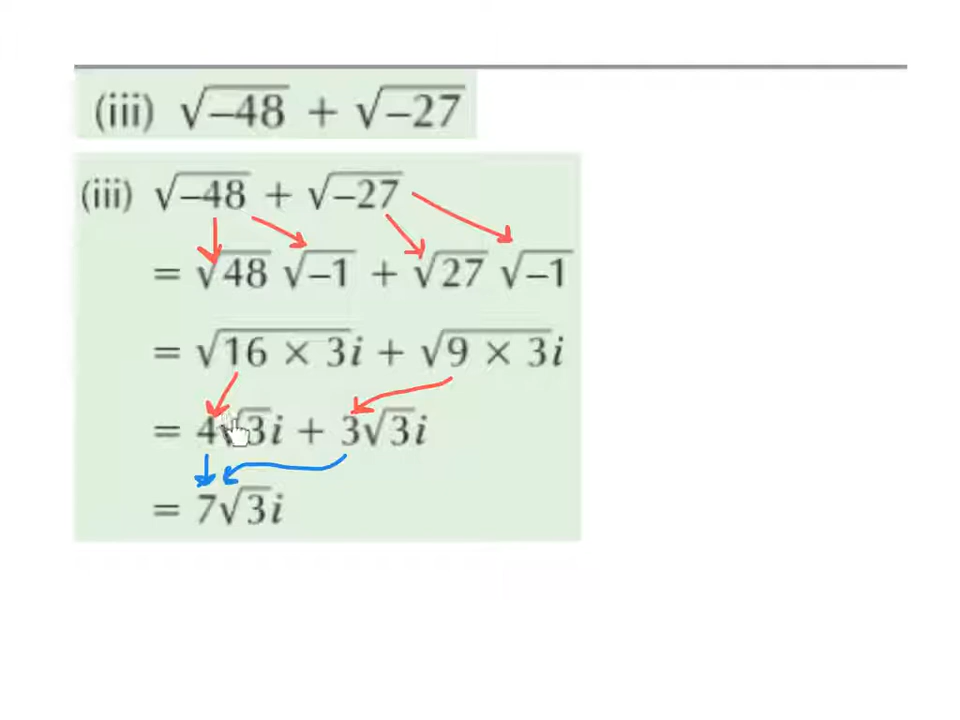 (iii) √–48 + √–27
(iii) √–48 + √–27
= √48 √–1 + √27 √–1
= √16 × 3i + √9 × 3i
= 4√3i + 3√3i
= 7√3i